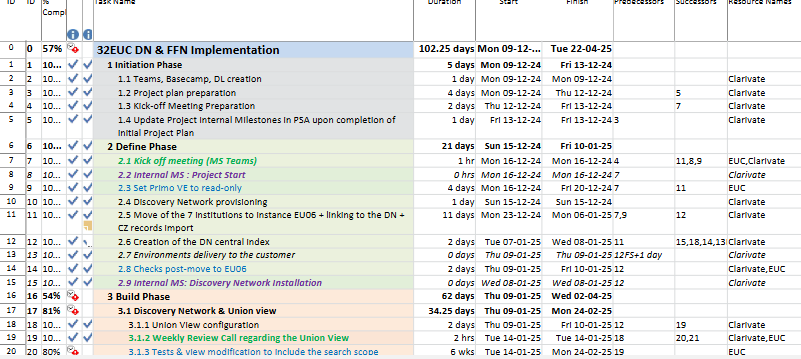 ID ID % Task Name Duration Start Finish Predecessors Successors Resource Names
Compl
0 0 57% 32EUC DN & FFN Implementation 102.25 days Mon 09-12-... Tue 22-04-25
1 1 10... 1 Initiation Phase 5 days Mon 09-12-24 Fri 13-12-24
2 2 10... 1.1 Teams, Basecamp, DL creation 1 day Mon 09-12-24 Mon 09-12-24 Clarivate
3 3 10... 1.2 Project plan preparation 4 days Mon 09-12-24 Thu 12-12-24 5 Clarivate
4 4 10... 1.3 Kick-off Meeting Preparation 2 days Thu 12-12-24 Fri 13-12-24 7 Clarivate
5 5 10... 1.4 Update Project Internal Milestones in PSA upon completion of 1 day Fri 13-12-24 Fri 13-12-24 3 Clarivate
Initial Project Plan
6 6 10... 2 Define Phase 21 days Sun 15-12-24 Fri 10-01-25
7 7 10... 2.1 Kick off meeting (MS Teams) 1 hr Mon 16-12-24 Mon 16-12-24 4 11,8,9 EUC,Clarivate
8 8 10... 2.2 Internal MS : Project Start 0 hrs Mon 16-12-24 Mon 16-12-24 7 Clarivate
9 9 10... 2.3 Set Primo VE to read-only 4 days Mon 16-12-24 Fri 20-12-24 7 11 EUC
10 10 10... 2.4 Discovery Network provisioning 1 day Sun 15-12-24 Sun 15-12-24 Clarivate
11 11 10... 2.5 Move of the 7 Institutions to Instance EU06 + linking to the DN + 11 days Mon 23-12-24 Mon 06-01-25 7,9 12 Clarivate
CZ records import
12 12 10... 2.6 Creation of the DN central index 2 days Tue 07-01-25 Wed 08-01-25 11 15,18,14,13 Clarivate
13 13 10... 2.7 Environments delivery to the customer 0 days Thu 09-01-25 Thu 09-01-25 12FS+1 day Clarivate
14 14 10... 2.8 Checks post-move to EU06 2 days Thu 09-01-25 Fri 10-01-25 12 Clarivate,EUC
15 15 10... 2.9 Internal MS: Discovery Network Installation 0 days Wed 08-01-25 Wed 08-01-25 12 Clarivate
16 16 54% 3 Build Phase 62 days Thu 09-01-25 Wed 02-04-25
17 17 81% 3.1 Discovery Network & Union view 34.25 days Thu 09-01-25 Mon 24-02-25
18 18 10... 3.1.1 Union View configuration 2 days Thu 09-01-25 Fri 10-01-25 12 19 Clarivate
19 19 10... 3.1.2 Weekly Review Call regarding the Union View 2 hrs Tue 14-01-25 Tue 14-01-25 18 20,21 Clarivate,EUC
20 20 80% 3.1.3 Tests & view modification to include the search scope 6 wks Tue 14-01-25 Mon 24-02-25 19 EUC